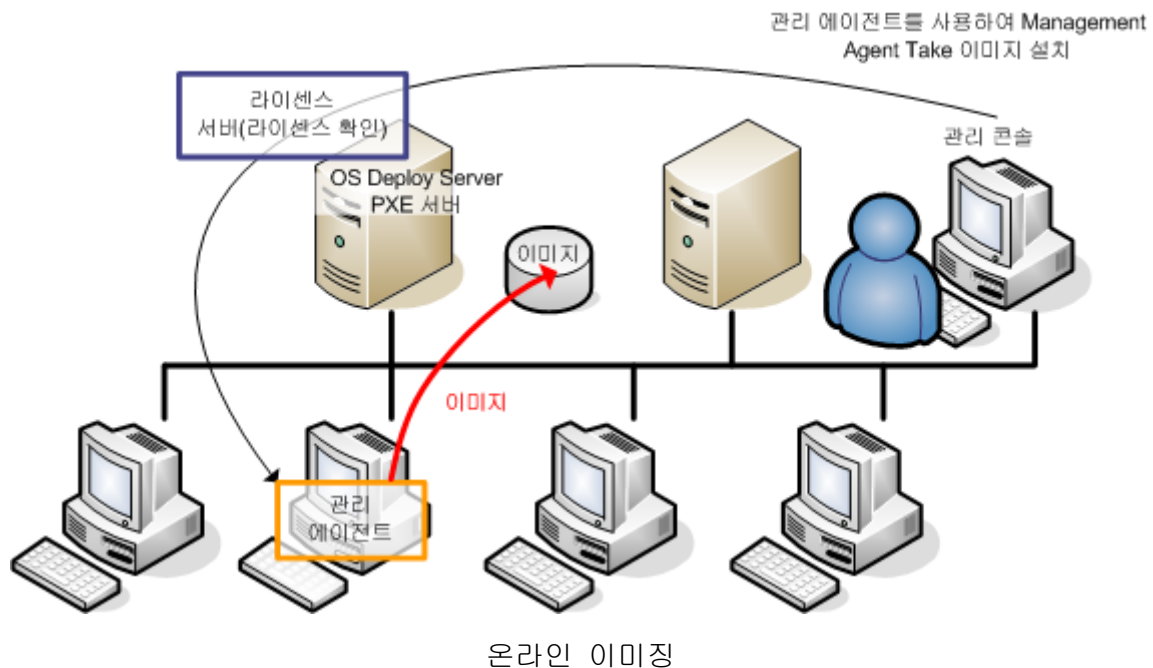 관리 에이전트를 사용하여 Management
Agent Take 이미지 설치
라이센스
서버(라이센스 확인)
관리 콘솔
OS Deploy Server
PXE 서버
이미지
이미지
관리
에이전트
온라인 이미징